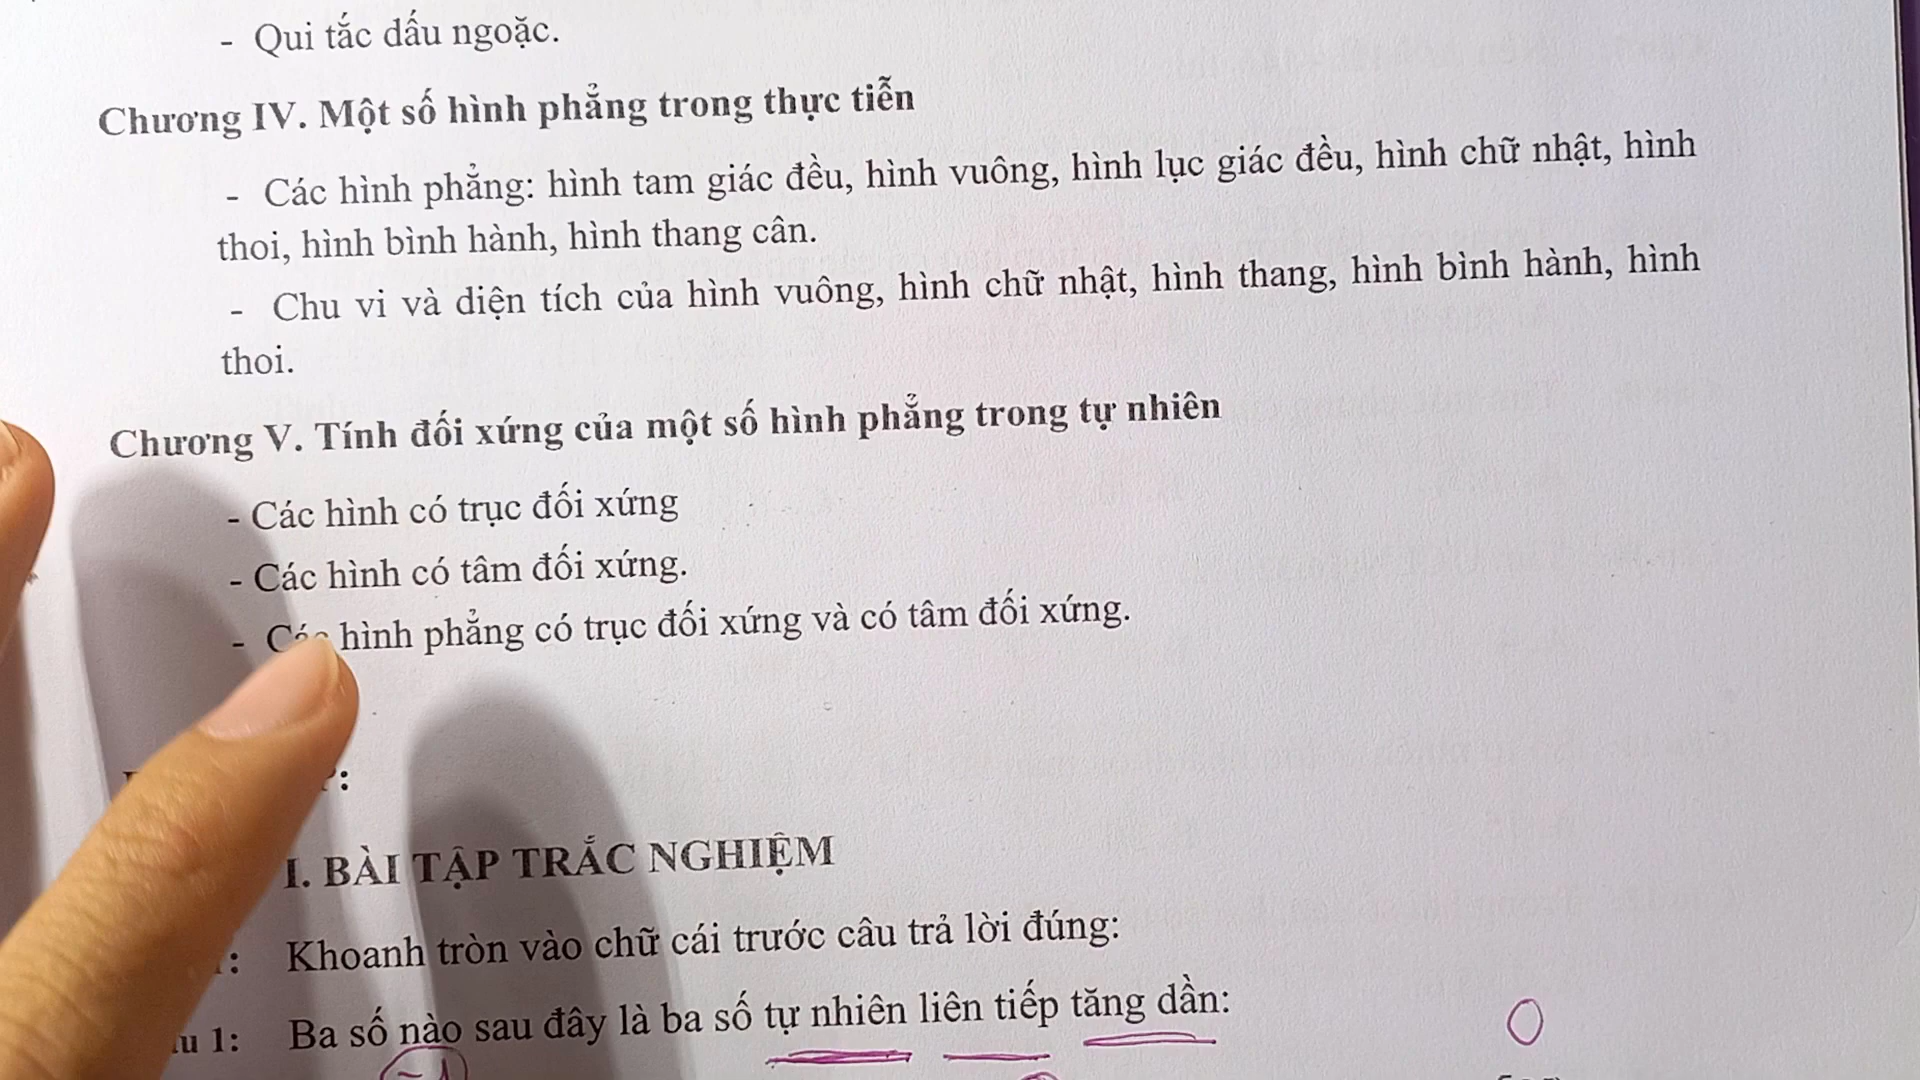 - Qui tắc dấu ngoặc.
Chương IV. Một số hình phẳng trong thực tiễn
- Các hình phẳng: hình tam giác đều, hình vuông, hình lục giác đều, hình chữ nhật, hình
thoi, hình bình hành, hình thang cân.
- Chu vi và diện tích của hình vuông, hình chữ nhật, hình thang, hình bình hành, hình
thoi.
Chương V. Tính đối xứng của một số hình phẳng trong tự nhiên
- Các hình có trục đối xứng
- Các hình có tâm đối xứng.
- Các hình phẳng có trục đối xứng và có tâm đối xứng.
I. BÀI TẬP TRẮC NGHIỆM
: Khoanh tròn vào chữ cái trước câu trả lời đúng:
1: Ba số nào sau đây là ba số tự nhiên liên tiếp tăng dần: